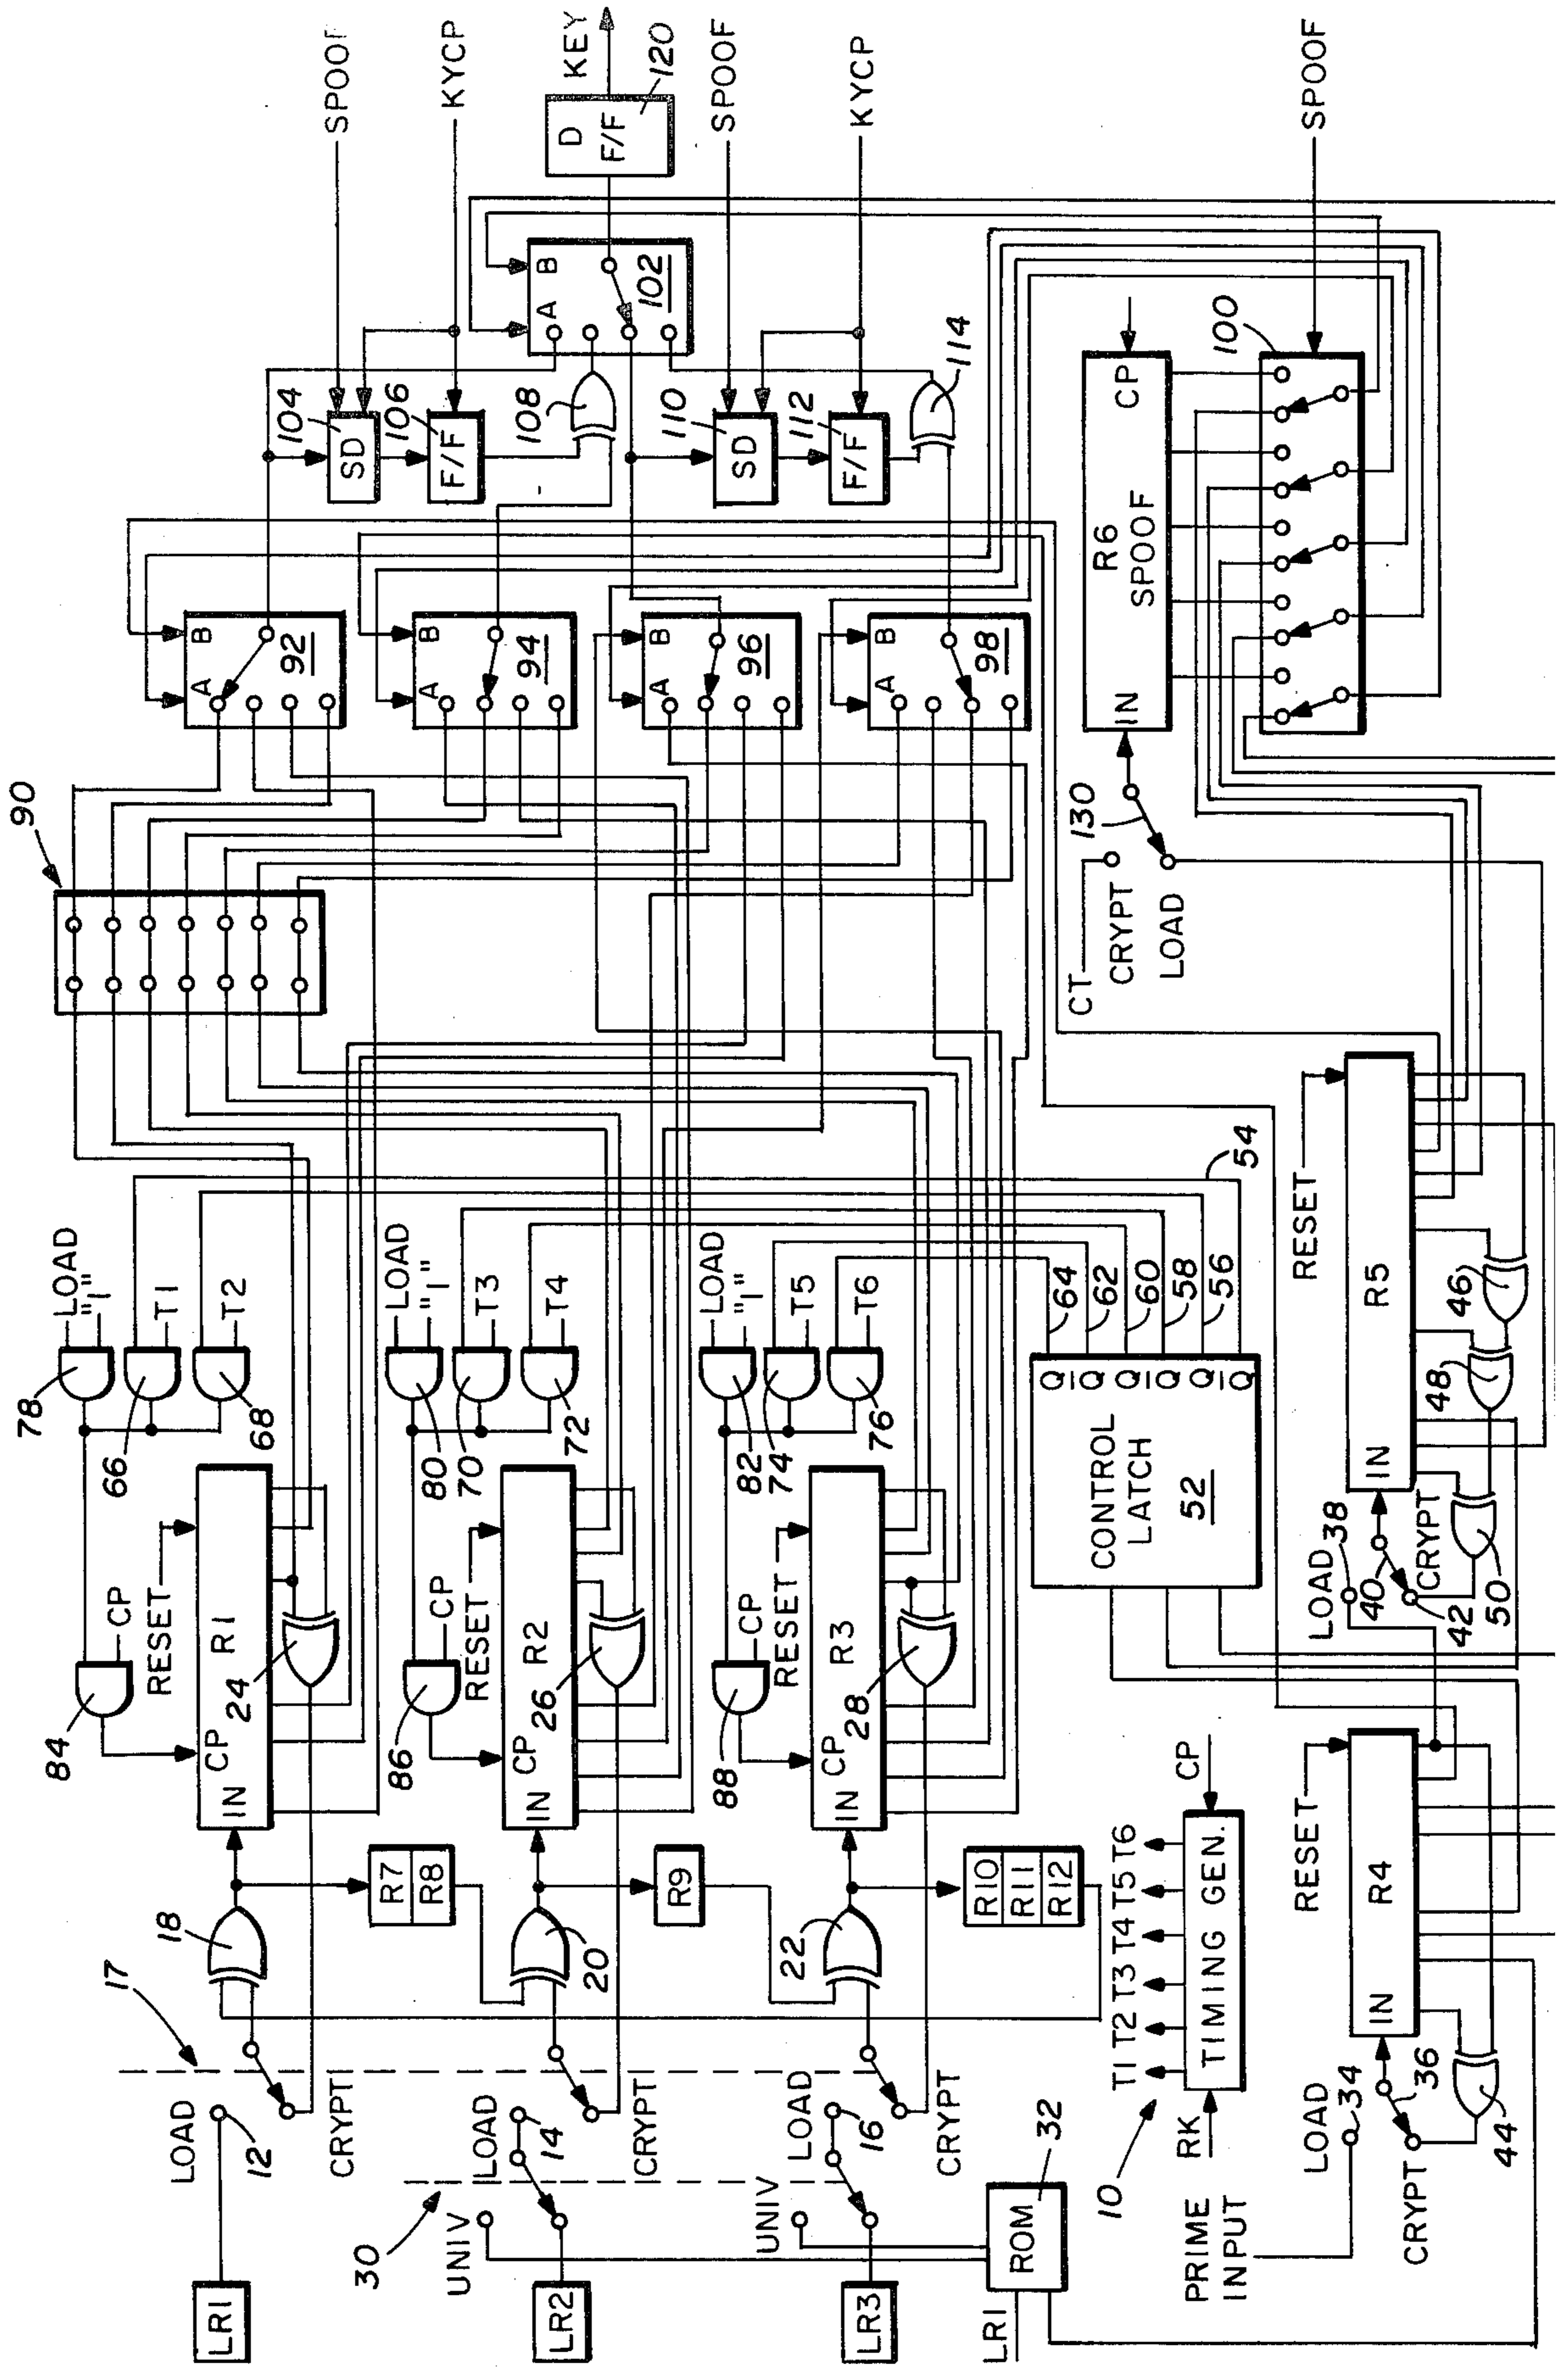 SPOOF
KYCP
KEY
120
D
F/F
SPOOF
KYCP
SPOOF
B
A
102
104
SD
106
F/F
108
110
SD
112
F/F
114
CP
R6
SPOOF
IN
100
B
A
92
B
A
94
B
A
96
B
A
98
90
130
CT
CRYPT
LOAD
54
LOAD
"1"
T1
T2
78
66
68
LOAD
"1"
T3
T4
80
70
72
LOAD
"1"
T5
T6
82
74
76
64
62
60
58
56
Q
Q
Q
Q
Q
Q
CONTROL
LATCH
52
RESET
R5
IN
46
48
50
LOAD
38
40
42
CRYPT
84
CP
RESET
R1
24
CP
IN
86
CP
RESET
R2
26
CP
IN
88
CP
RESET
R3
28
CP
IN
R7
R8
R9
R10
R11
R12
18
20
22
17
LOAD
12
CRYPT
LOAD
14
CRYPT
LOAD
16
CRYPT
30
UNIV
UNIV
LR1
LR2
LR3
LR1
ROM
32
10
T1 T2 T3 T4 T5 T6
TIMING GEN.
CP
RK
PRIME
INPUT
LOAD
34
36
CRYPT
44
RESET
R4
IN